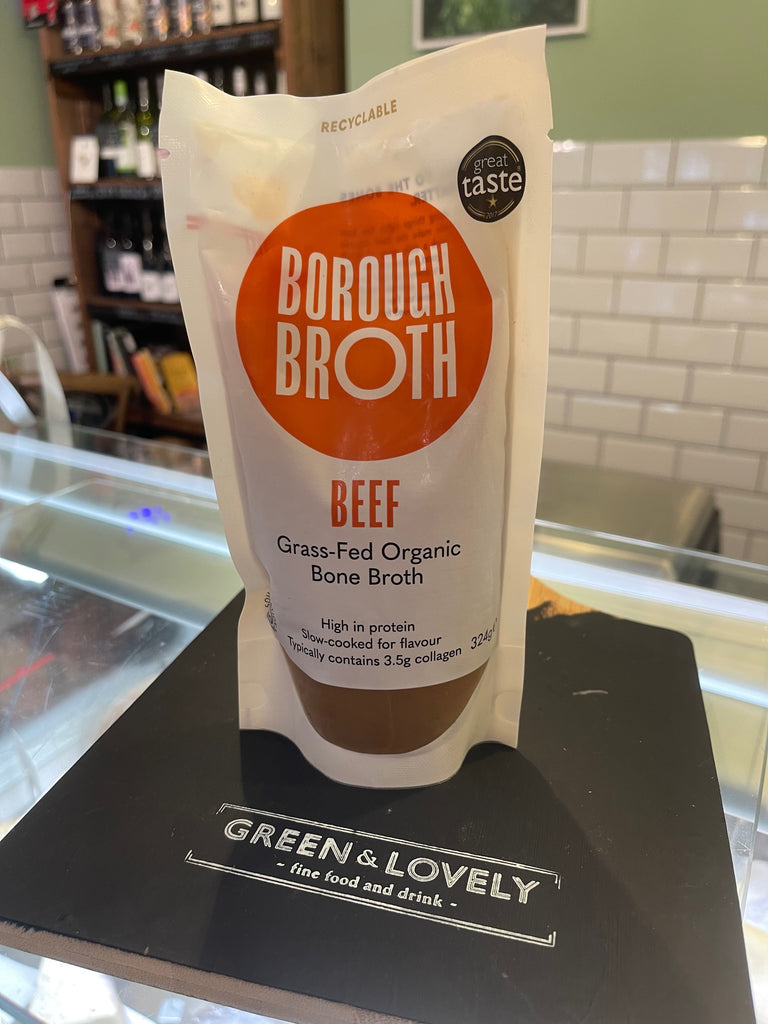 RECYCLABLE
great
taste
2017
BOROUGH
BROTH
BEEF
Grass-Fed Organic
Bone Broth
High in protein
Slow-cooked for flavour
Typically contains 3.5g collagen
324g℮
GREEN & LOVELY
- fine food and drink -